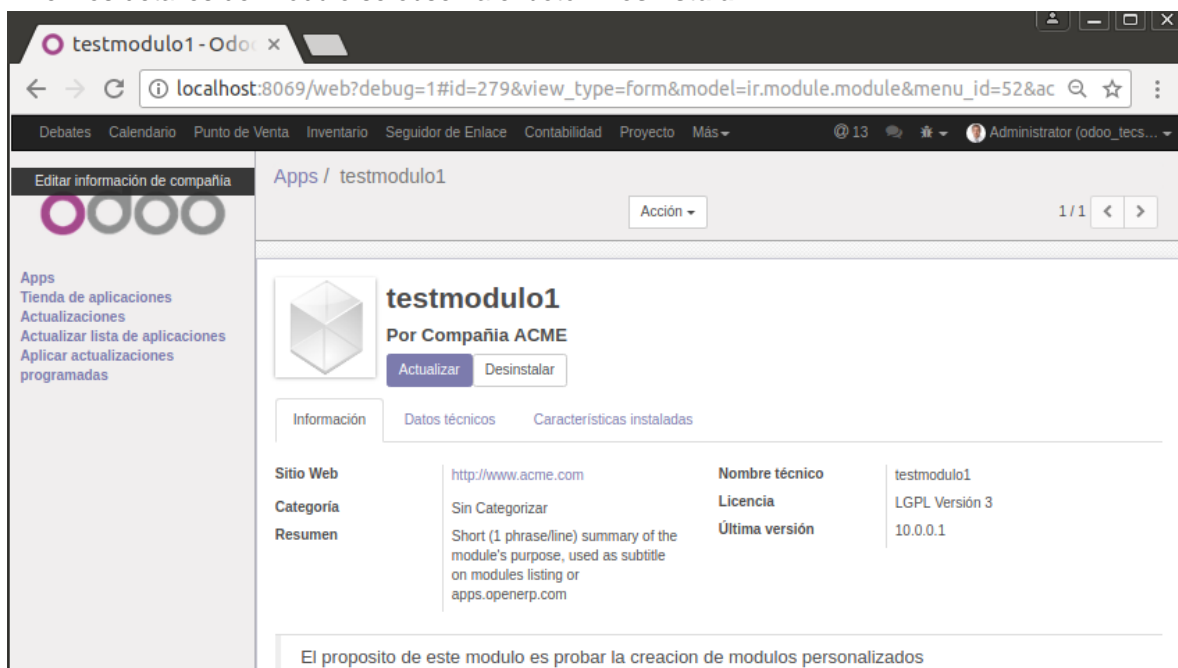 testmodulo1 - Odoo
localhost:8069/web?debug=1#id=279&view_type=form&model=ir.module.module&menu_id=52&ac
Debates Calendario Punto de Venta Inventario Seguidor de Enlace Contabilidad Proyecto Más @ 13 Administrator (odoo_tecs...
Editar información de compañía
odoo
Apps / testmodulo1
Acción
1 / 1
Apps
Tienda de aplicaciones
Actualizaciones
Actualizar lista de aplicaciones
Aplicar actualizaciones
programadas
testmodulo1
Por Compañia ACME
Actualizar Desinstalar
Información Datos técnicos Características instaladas
Sitio Web http://www.acme.com
Nombre técnico testmodulo1
Categoría Sin Categorizar
Licencia LGPL Versión 3
Resumen Short (1 phrase/line) summary of the
module's purpose, used as subtitle
on modules listing or
apps.openerp.com
Última versión 10.0.0.1
El proposito de este modulo es probar la creacion de modulos personalizados